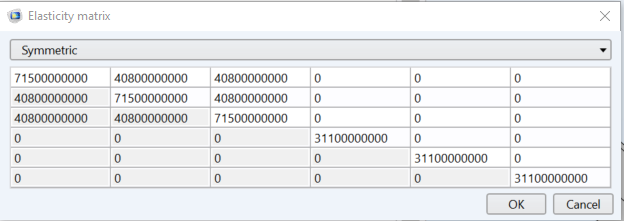 Elasticity matrix
Symmetric
71500000000 40800000000 40800000000 0 0 0
40800000000 71500000000 40800000000 0 0 0
40800000000 40800000000 71500000000 0 0 0
0 0 0 31100000000 0 0
0 0 0 0 31100000000 0
0 0 0 0 0 31100000000
OK Cancel